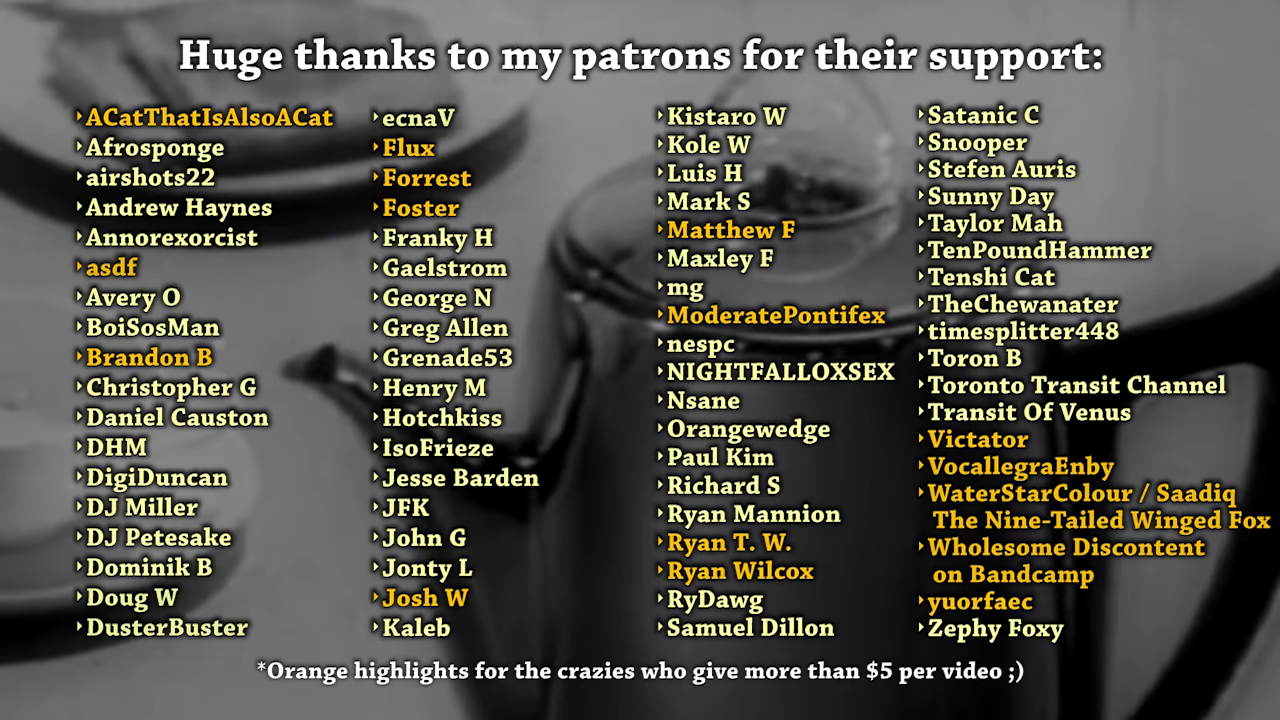 Huge thanks to my patrons for their support:
ACatThatIsAlsoACat
Afrosponge
airshots22
Andrew Haynes
Annorexorcist
asdf
Avery O
BoiSosMan
Brandon B
Christopher G
Daniel Causton
DHM
DigiDuncan
DJ Miller
DJ Petesake
Dominik B
Doug W
DusterBuster
ecnaV
Flux
Forrest
Foster
Franky H
Gaelstrom
George N
Greg Allen
Grenade53
Henry M
Hotchkiss
IsoFrieze
Jesse Barden
JFK
John G
Jonty L
Josh W
Kaleb
Kistaro W
Kole W
Luis H
Mark S
Matthew F
Maxley F
mg
ModeratePontifex
nespc
NIGHTFALLOXSEX
Nsane
Orangewedge
Paul Kim
Richard S
Ryan Mannion
Ryan T. W.
Ryan Wilcox
RyDawg
Samuel Dillon
Satanic C
Snooper
Stefen Auris
Sunny Day
Taylor Mah
TenPoundHammer
Tenshi Cat
TheChewanater
timesplitter448
Toron B
Toronto Transit Channel
Transit Of Venus
Victator
VocallegraEnby
WaterStarColour / Saadiq
The Nine-Tailed Winged Fox
Wholesome Discontent
on Bandcamp
yuorfaec
Zephy Foxy
*Orange highlights for the crazies who give more than $5 per video ;)